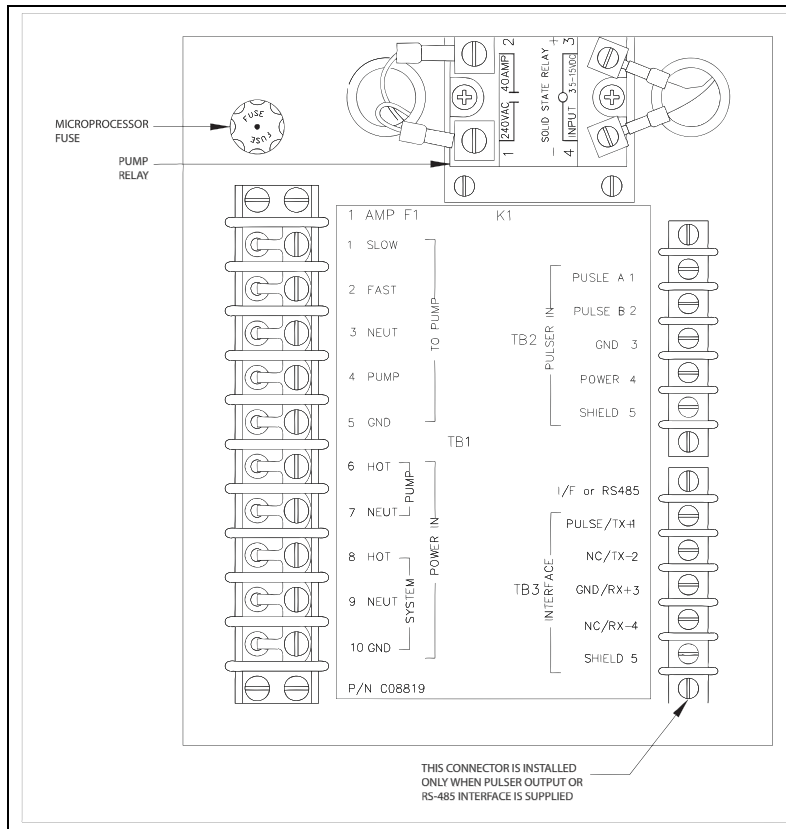 MICROPROCESSOR
FUSE
FUSE
FUSE
PUMP
RELAY
2
40AMP
240VAC
1
SOLID STATE RELAY
+
3
3.5-15VDC
INPUT
-
4
1 AMP F1
K1
1 SLOW
2 FAST
3 NEUT
4 PUMP
5 GND
TO PUMP
TB1
6 HOT
7 NEUT
PUMP
8 HOT
9 NEUT
10 GND
SYSTEM
POWER IN
P/N C08819
TB2
PULSER IN
PUSLE A 1
PULSE B 2
GND 3
POWER 4
SHIELD 5
I/F or RS485
TB3
INTERFACE
PULSE/TX+1
NC/TX-2
GND/RX+3
NC/RX-4
SHIELD 5
THIS CONNECTOR IS INSTALLED
ONLY WHEN PULSER OUTPUT OR
RS-485 INTERFACE IS SUPPLIED